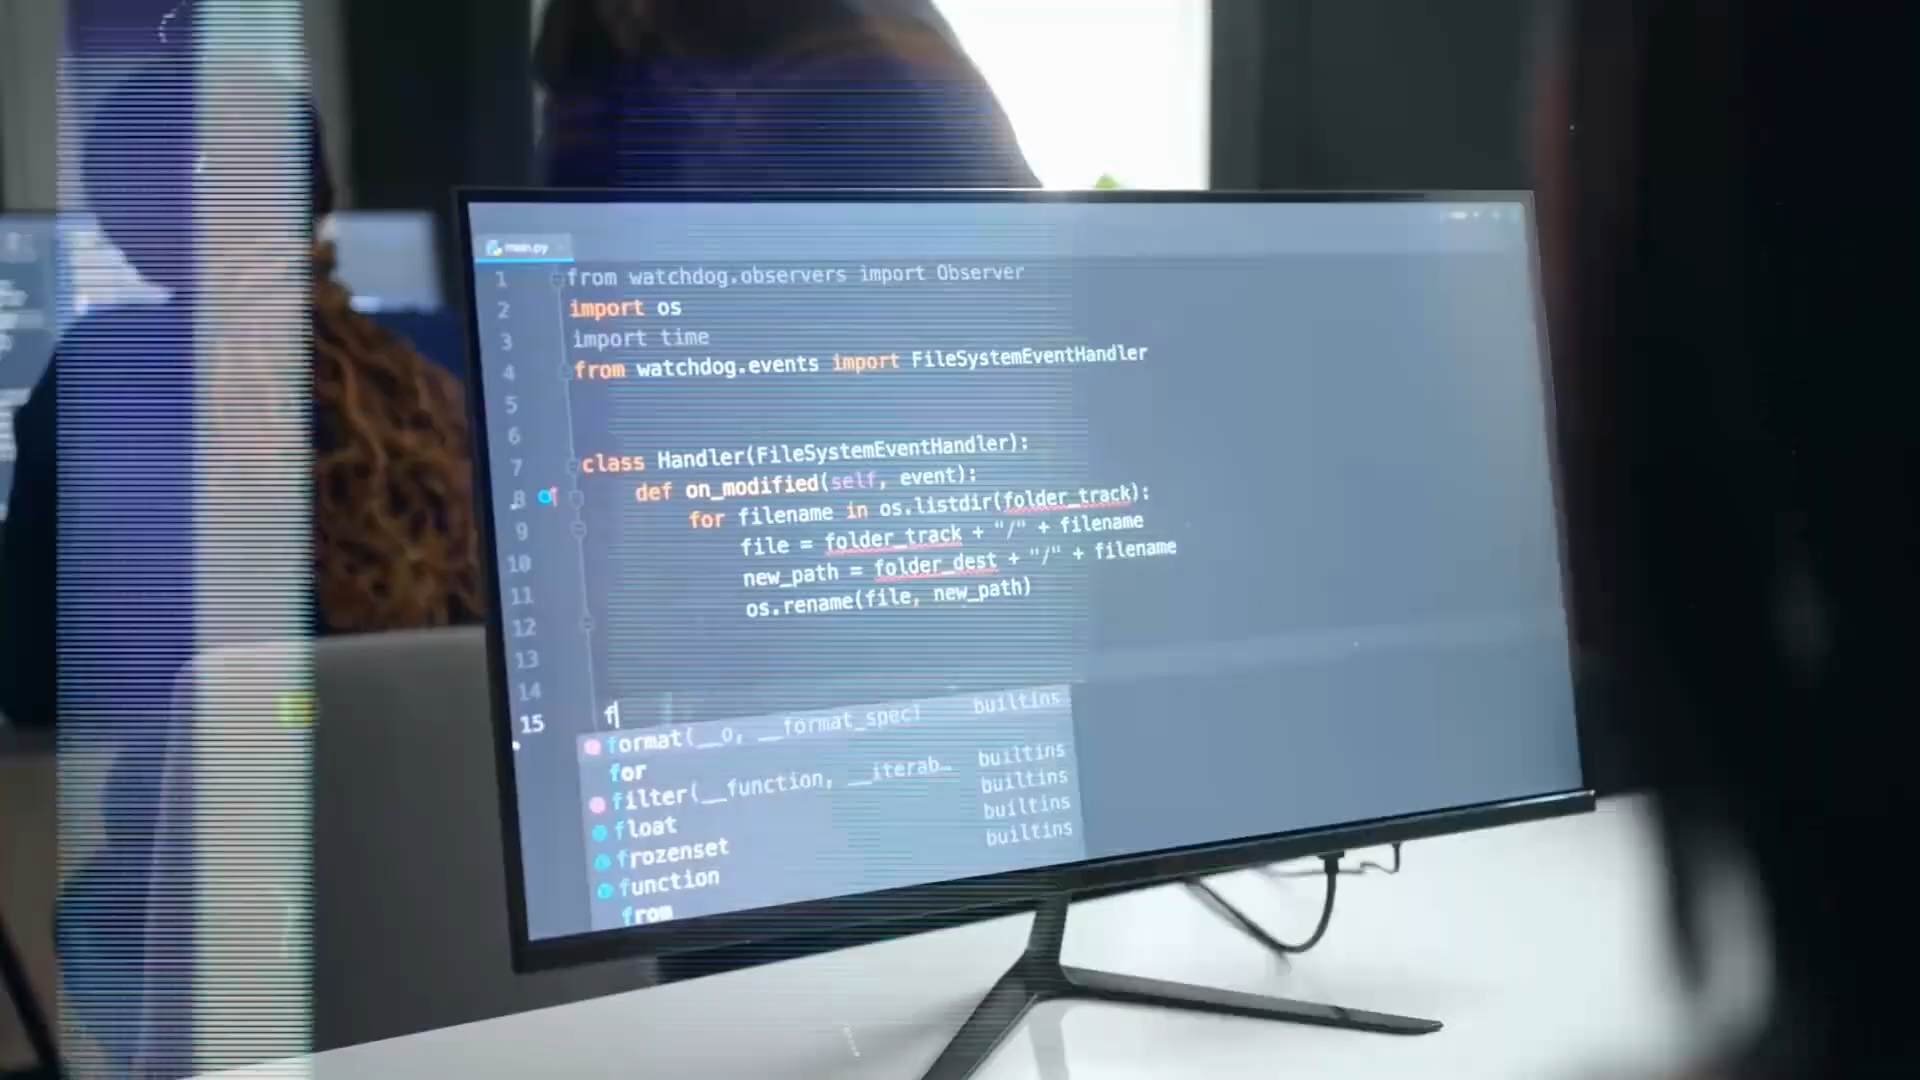 main.py
1 from watchdog.observers import Observer
2 import os
3 import time
4 from watchdog.events import FileSystemEventHandler
5
6
7 class Handler(FileSystemEventHandler):
8 def on_modified(self, event):
9 for filename in os.listdir(folder_track):
10 file = folder_track + "/" + filename
11 new_path = folder_dest + "/" + filename
12 os.rename(file, new_path)
13
14
15 f
format(__o, __format_spec) builtins
for
filter(__function, __iterab… builtins
float builtins
frozenset builtins
function builtins
from